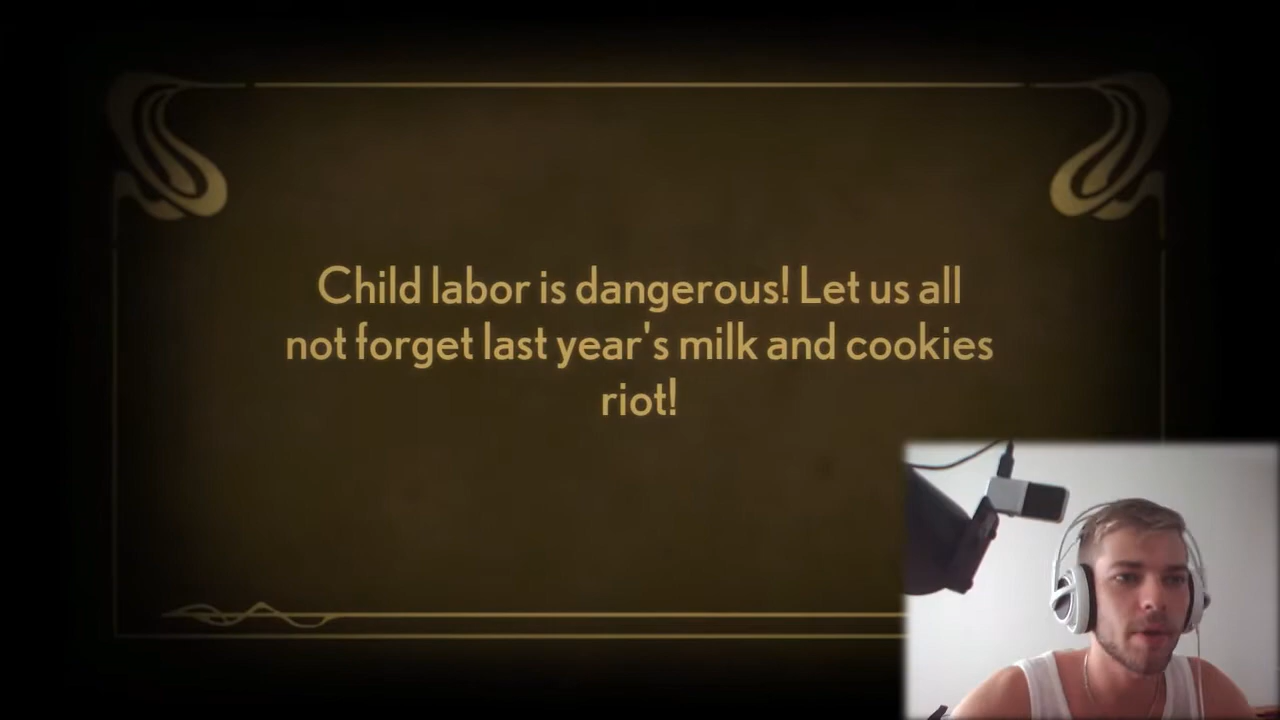 Child labor is dangerous! Let us all
not forget last year's milk and cookies
riot!